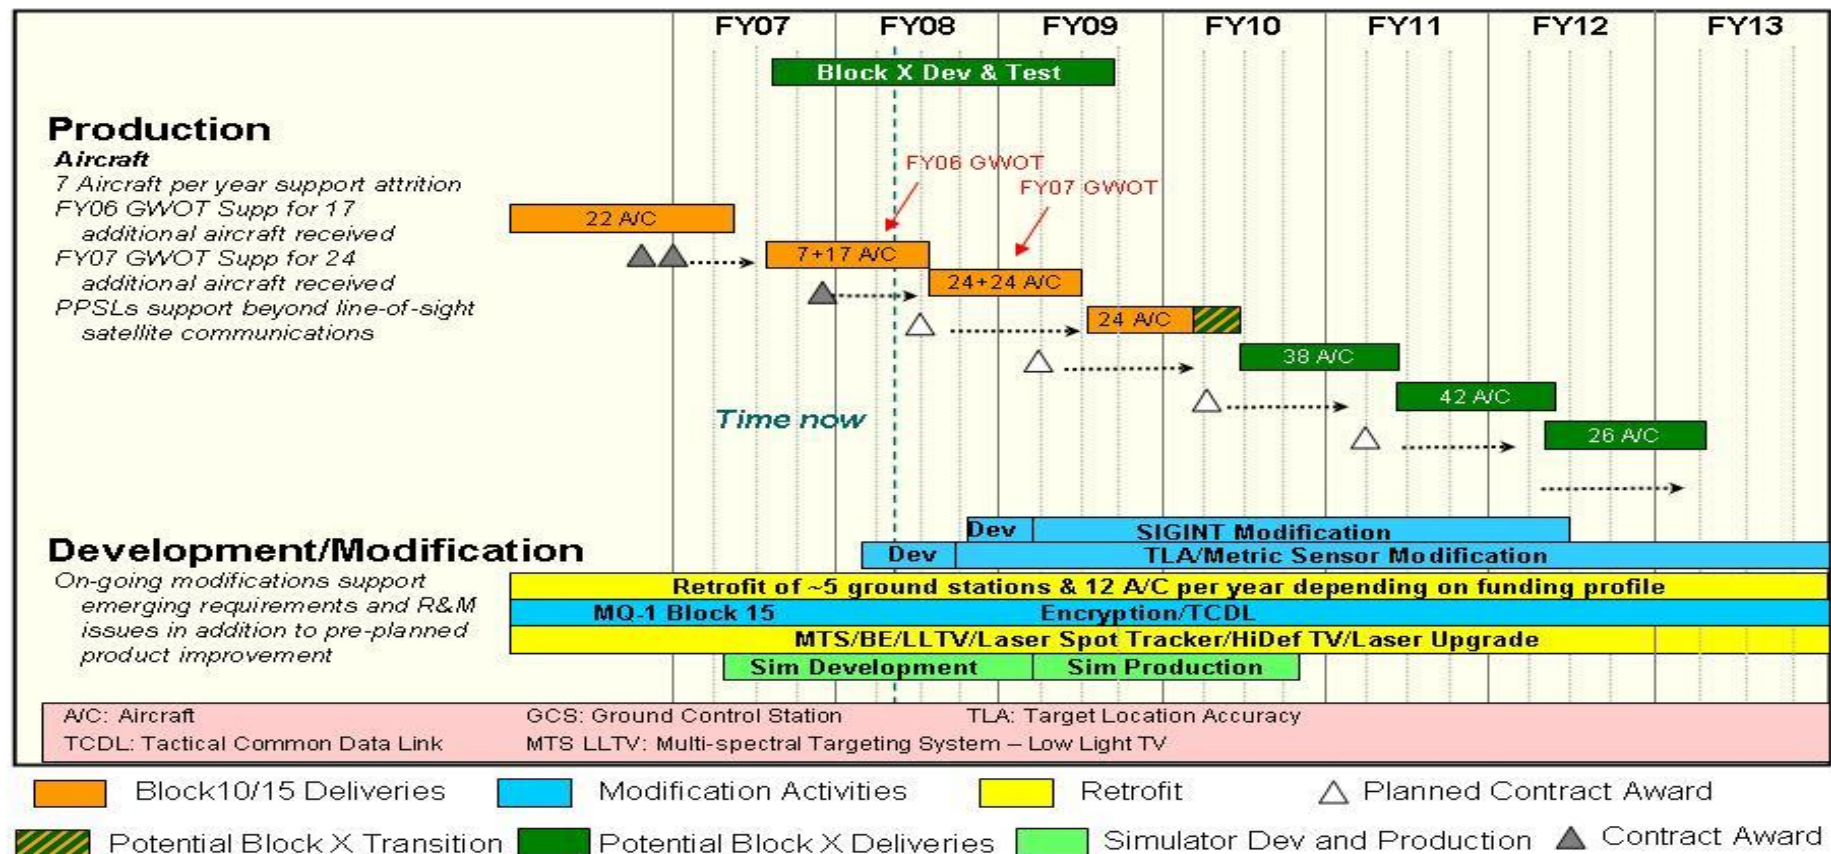 FY07 FY08 FY09 FY10 FY11 FY12 FY13
Block X Dev & Test
Production
Aircraft
7 Aircraft per year support attrition
FY06 GWOT Supp for 17
additional aircraft received
FY07 GWOT Supp for 24
additional aircraft received
PPSLs support beyond line-of-sight
satellite communications
FY06 GWOT
FY07 GWOT
22 A/C
7+17 A/C
24+24 A/C
24 A/C
38 A/C
42 A/C
26 A/C
Time now
Development/Modification
On-going modifications support
emerging requirements and R&M
issues in addition to pre-planned
product improvement
Dev SIGINT Modification
Dev TLA/Metric Sensor Modification
Retrofit of ~5 ground stations & 12 A/C per year depending on funding profile
MQ-1 Block 15 Encryption/TCDL
MTS/BE/LLTV/Laser Spot Tracker/HiDef TV/Laser Upgrade
Sim Development Sim Production
A/C: Aircraft GCS: Ground Control Station TLA: Target Location Accuracy
TCDL: Tactical Common Data Link MTS LLTV: Multi-spectral Targeting System – Low Light TV
Block10/15 Deliveries Modification Activities Retrofit Planned Contract Award
Potential Block X Transition Potential Block X Deliveries Simulator Dev and Production Contract Award